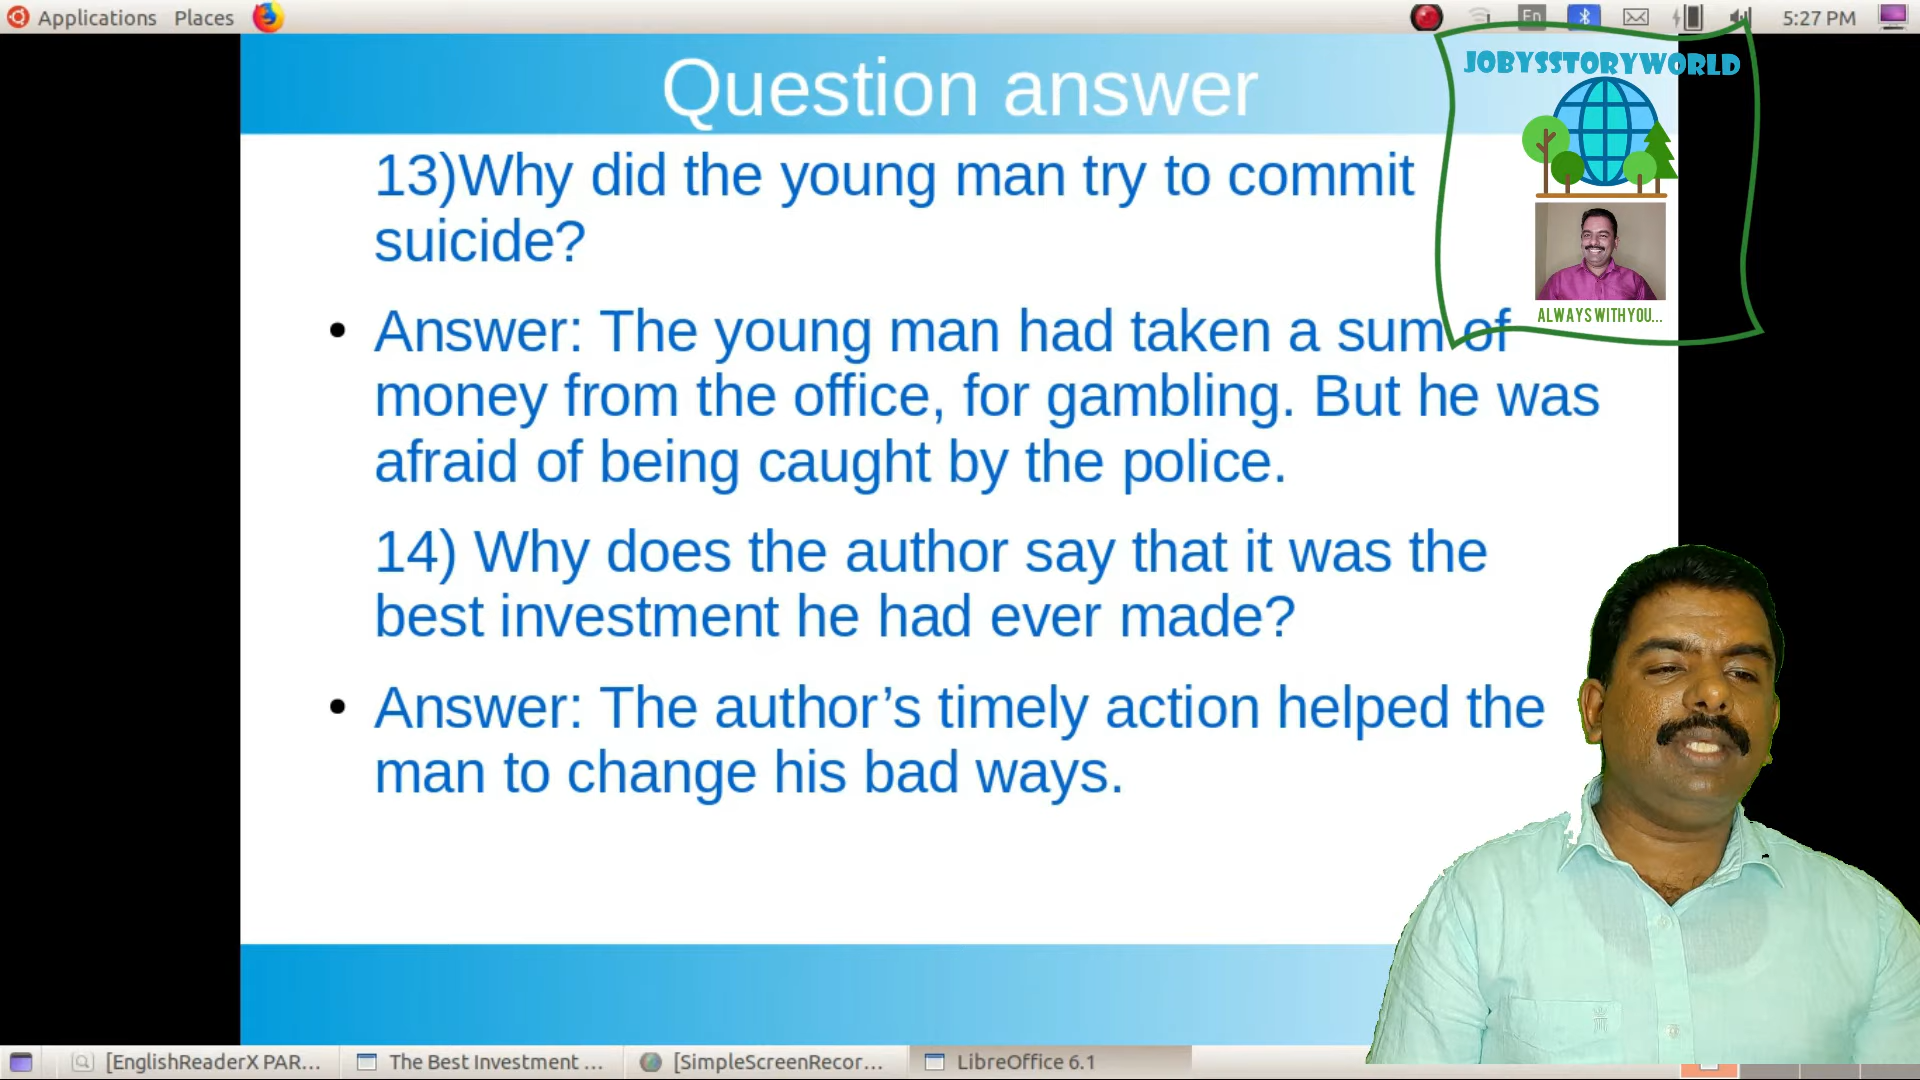 Applications Places
En
5:27 PM
JOBYSSTORYWORLD
ALWAYS WITH YOU...
Question answer
13)Why did the young man try to commit
suicide?
• Answer: The young man had taken a sum of
money from the office, for gambling. But he was
afraid of being caught by the police.
14) Why does the author say that it was the
best investment he had ever made?
• Answer: The author’s timely action helped the
man to change his bad ways.
[EnglishReaderX PAR... The Best Investment ... [SimpleScreenRecor... LibreOffice 6.1